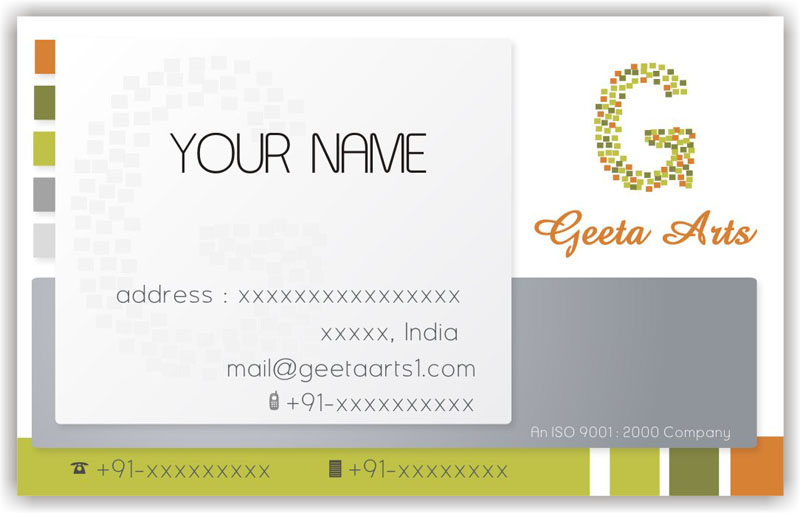 YOUR NAME
G
Geeta Arts
address : xxxxxxxxxxxxxxxx
xxxxx, India
mail@geetaarts1.com
+91-xxxxxxxxxx
An ISO 9001 : 2000 Company
+91-xxxxxxxxx
+91-xxxxxxxx